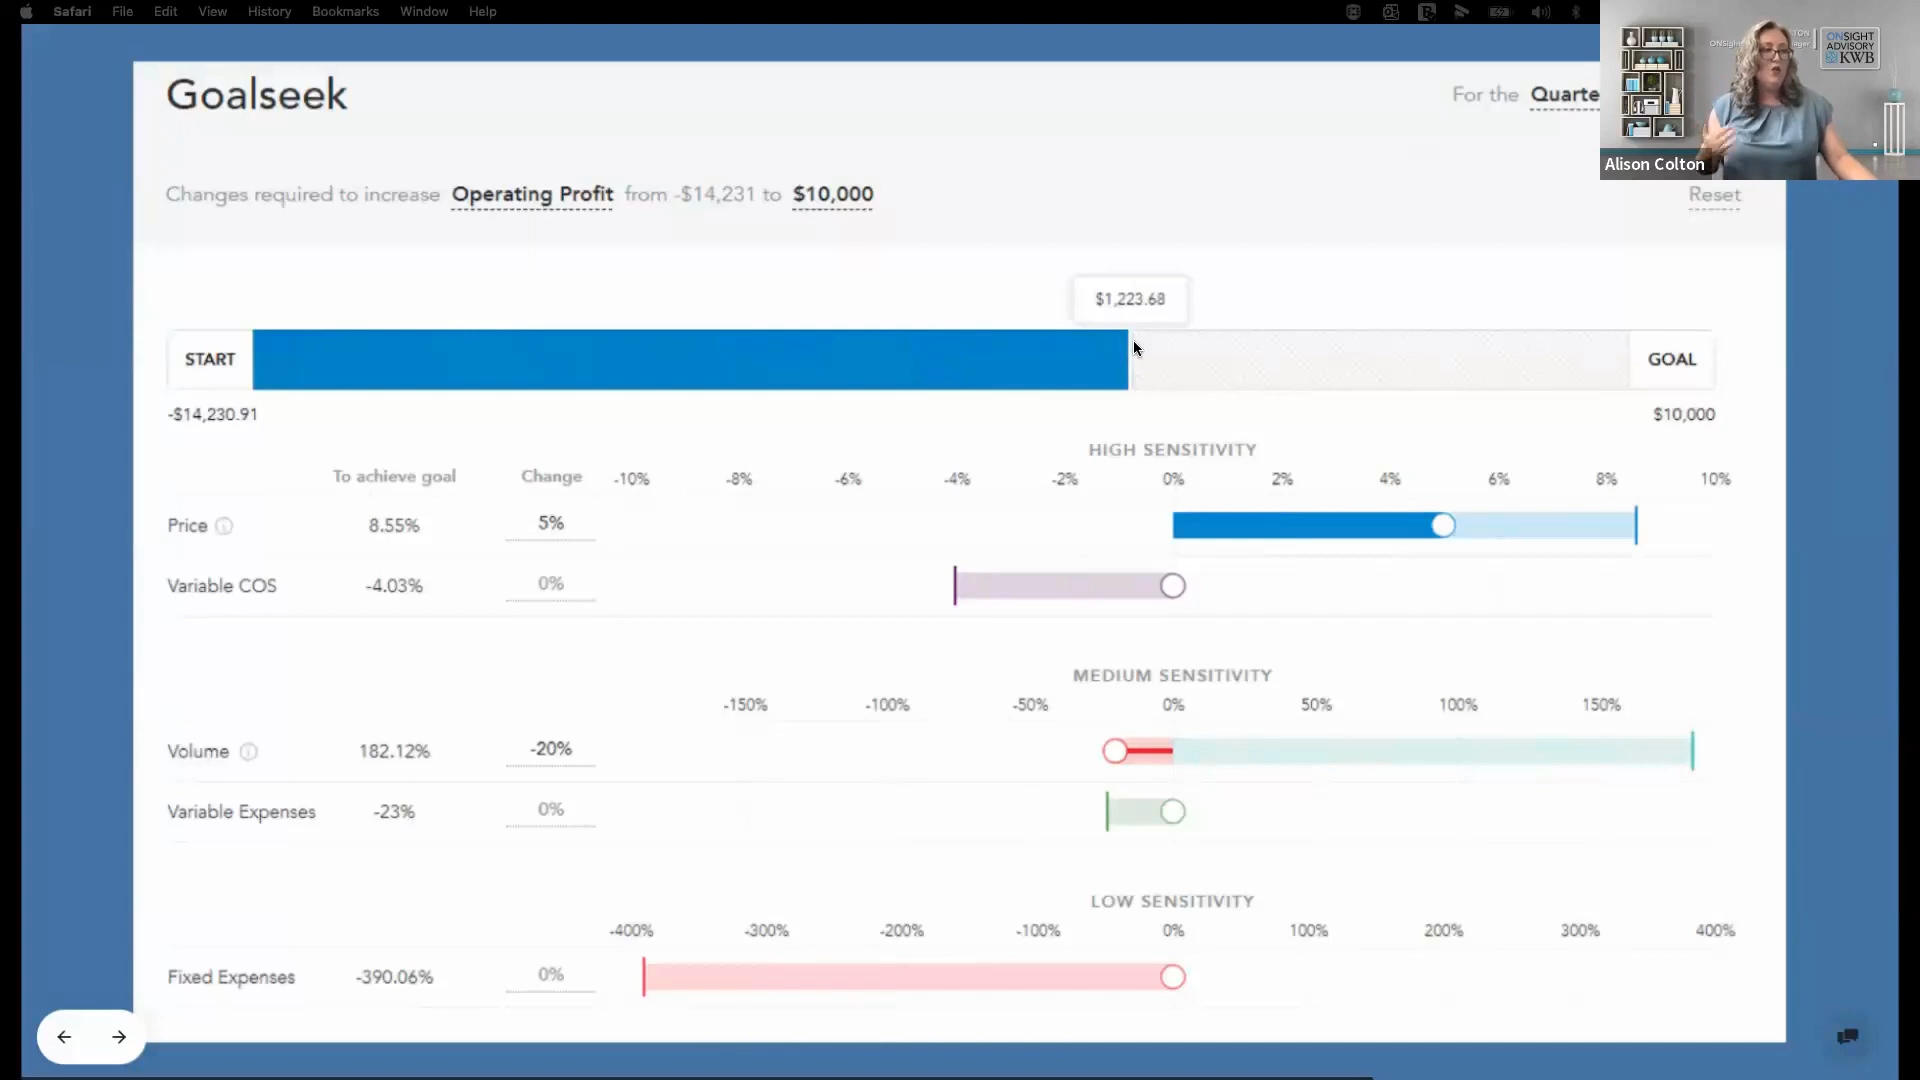 Safari File Edit View History Bookmarks Window Help
ONSIGHT
ADVISORY
KWB
Goalseek
For the Quarte
Alison Colton
Changes required to increase Operating Profit from -$14,231 to $10,000
Reset
$1,223.68
START
GOAL
-$14,230.91
$10,000
HIGH SENSITIVITY
To achieve goal Change -10% -8% -6% -4% -2% 0% 2% 4% 6% 8% 10%
Price 8.55% 5%
Variable COS -4.03% 0%
MEDIUM SENSITIVITY
-150% -100% -50% 0% 50% 100% 150%
Volume 182.12% -20%
Variable Expenses -23% 0%
LOW SENSITIVITY
-400% -300% -200% -100% 0% 100% 200% 300% 400%
Fixed Expenses -390.06% 0%